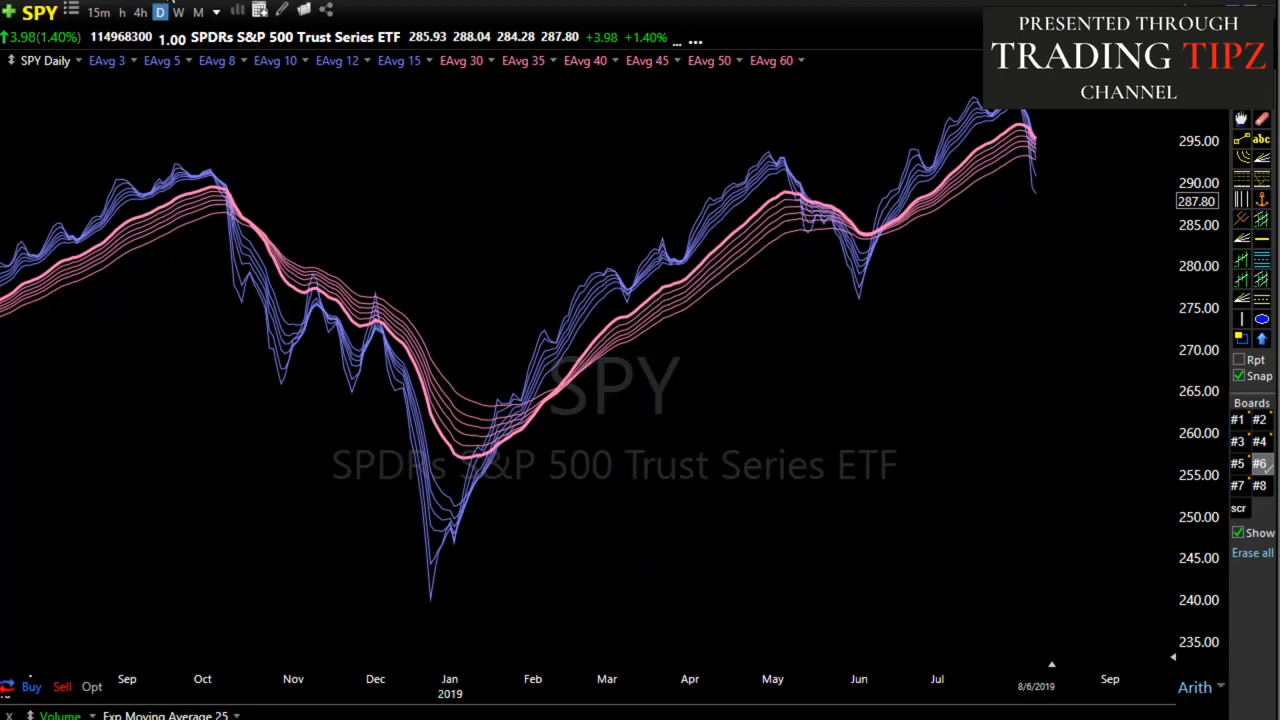 SPY 15m h 4h D W M
PRESENTED THROUGH
TRADING TIPZ
CHANNEL
3.98(1.40%) 114968300 1.00 SPDRs S&P 500 Trust Series ETF 285.93 288.04 284.28 287.80 +3.98 +1.40% ... ...
SPY Daily EAvg 3 EAvg 5 EAvg 8 EAvg 10 EAvg 12 EAvg 15 EAvg 30 EAvg 35 EAvg 40 EAvg 45 EAvg 50 EAvg 60
abc
295.00
290.00
287.80
285.00
280.00
275.00
270.00
265.00
260.00
255.00
250.00
245.00
240.00
235.00
SPY
SPDRs S&P 500 Trust Series ETF
Rpt
Snap
Boards
#1 #2
#3 #4
#5 #6
#7 #8
scr
Show
Erase all
Sep Oct Nov Dec Jan Feb Mar Apr May Jun Jul 8/6/2019 Sep
2019
Buy Sell Opt
Arith
X Volume Exp Moving Average 25